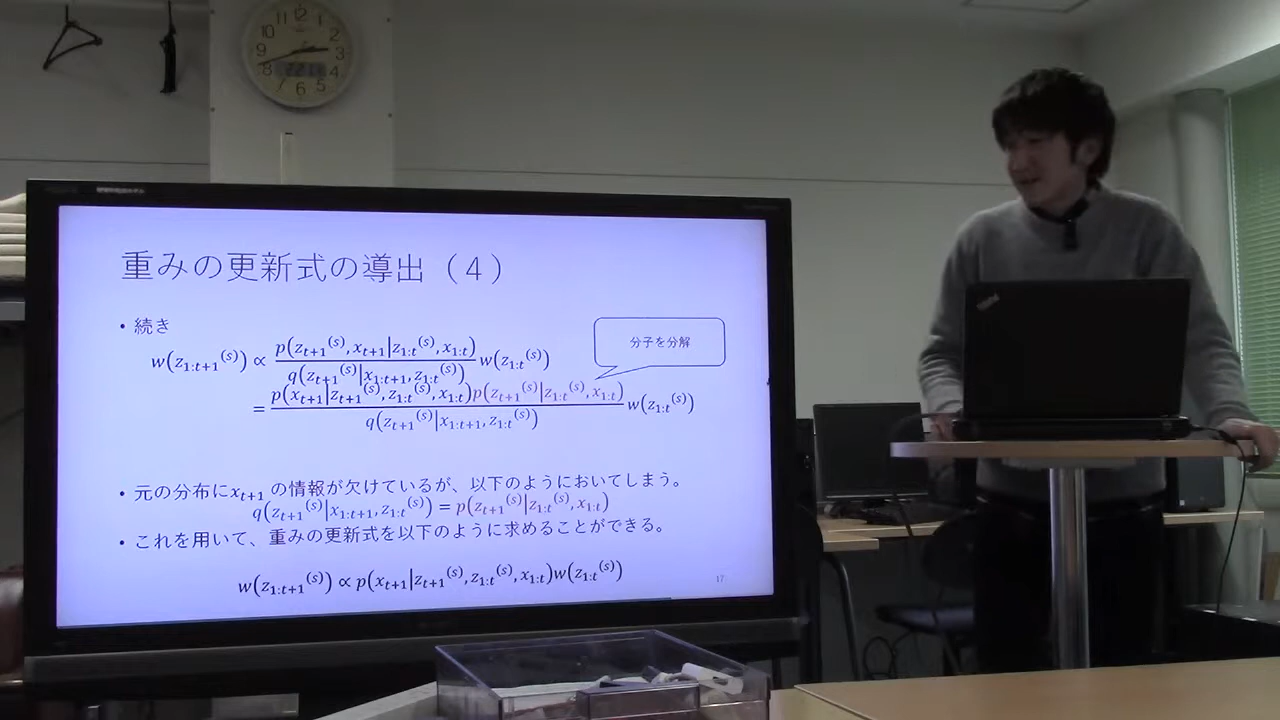 重みの更新式の導出（4）
• 続き
分子を分解
w(z_{1:t+1}^{(s)}) ∝ \frac{p(z_{t+1}^{(s)}, x_{t+1}|z_{1:t}^{(s)}, x_{1:t})}{q(z_{t+1}^{(s)}|x_{1:t+1}, z_{1:t}^{(s)})} w(z_{1:t}^{(s)})
= \frac{p(x_{t+1}|z_{t+1}^{(s)}, z_{1:t}^{(s)}, x_{1:t})p(z_{t+1}^{(s)}|z_{1:t}^{(s)}, x_{1:t})}{q(z_{t+1}^{(s)}|x_{1:t+1}, z_{1:t}^{(s)})} w(z_{1:t}^{(s)})
• 元の分布にx_{t+1} の情報が欠けているが、以下のようにおいてしまう。
q(z_{t+1}^{(s)}|x_{1:t+1}, z_{1:t}^{(s)}) = p(z_{t+1}^{(s)}|z_{1:t}^{(s)}, x_{1:t})
• これを用いて、重みの更新式を以下のように求めることができる。
w(z_{1:t+1}^{(s)}) ∝ p(x_{t+1}|z_{t+1}^{(s)}, z_{1:t}^{(s)}, x_{1:t})w(z_{1:t}^{(s)})
17